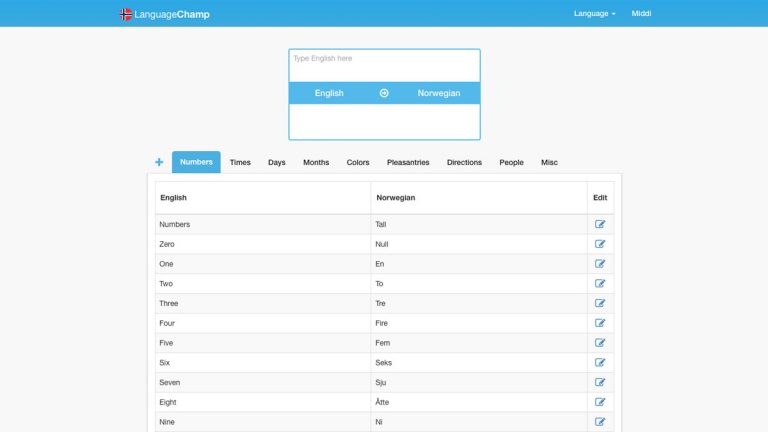 LanguageChamp Language Middi
Type English here
English Norwegian
+ Numbers Times Days Months Colors Pleasantries Directions People Misc
English Norwegian Edit
Numbers Tall
Zero Null
One En
Two To
Three Tre
Four Fire
Five Fem
Six Seks
Seven Sju
Eight Åtte
Nine Ni